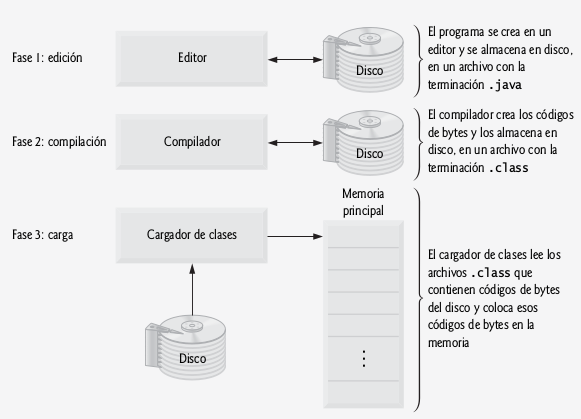 Fase 1: edición
Editor
Disco
El programa se crea en un
editor y se almacena en disco,
en un archivo con la
terminación .java
Fase 2: compilación
Compilador
Disco
El compilador crea los códigos
de bytes y los almacena en
disco, en un archivo con la
terminación .class
Fase 3: carga
Cargador de clases
Disco
Memoria
principal
El cargador de clases lee los
archivos .class que
contienen códigos de bytes
del disco y coloca esos
códigos de bytes en la
memoria